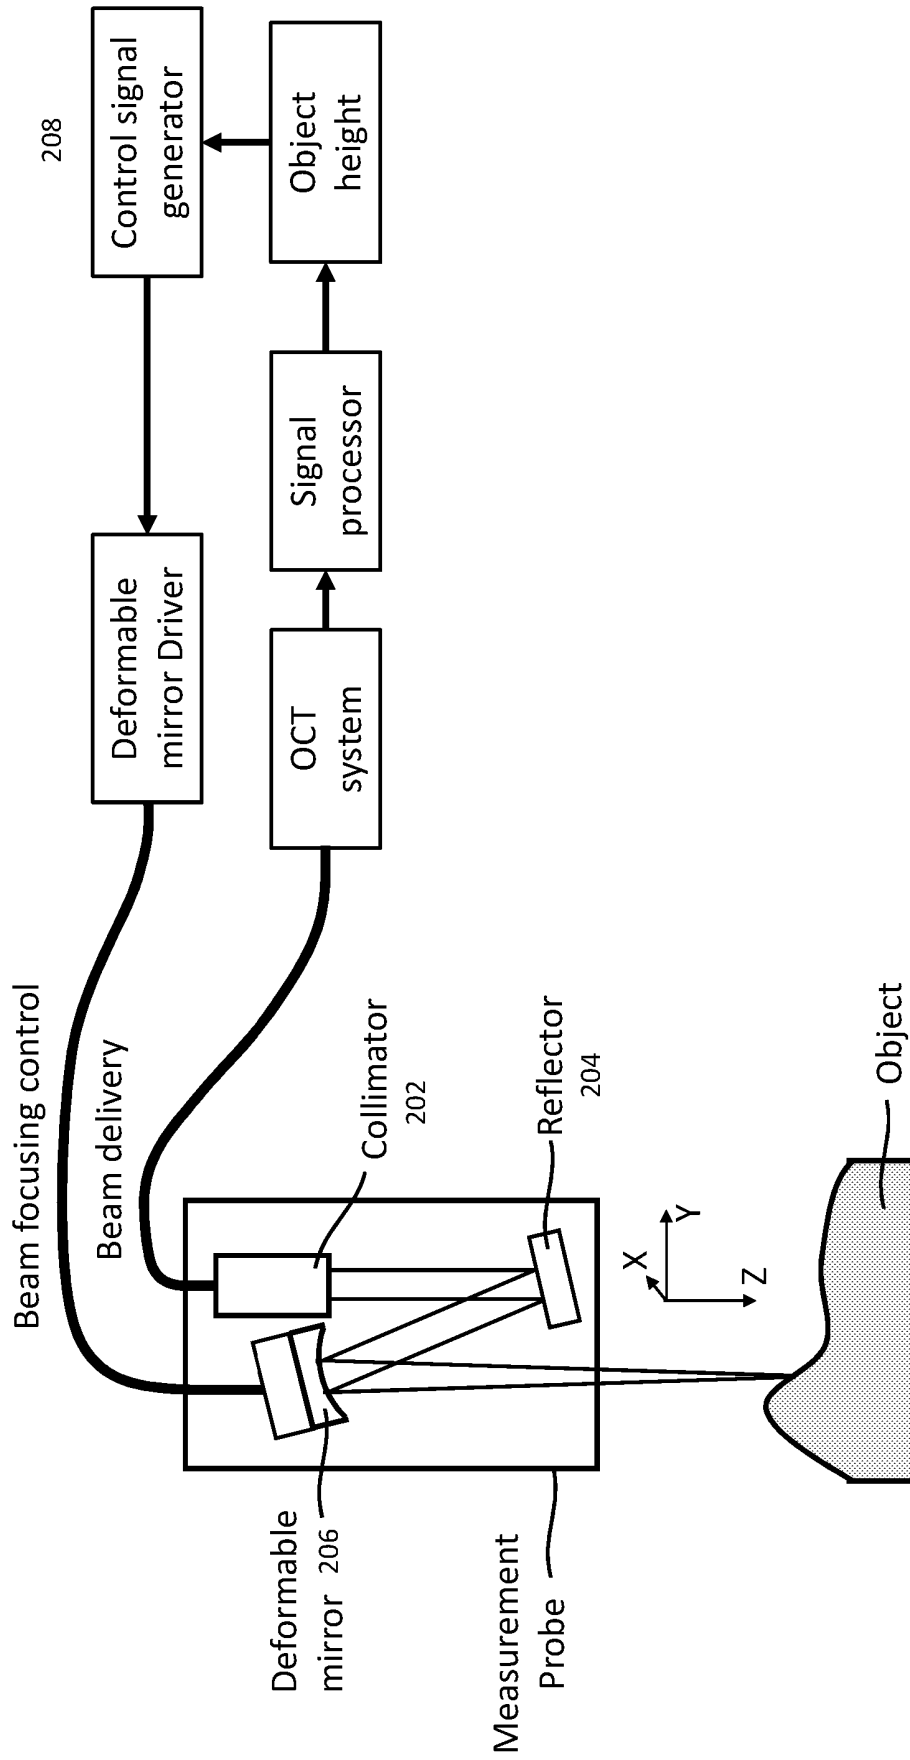 Beam focusing control
Beam delivery
Deformable
mirror Driver
Control signal
generator
208
OCT
system
Signal
processor
Object
height
Deformable
mirror 206
Collimator
202
Reflector
204
Measurement
Probe
X
Y
Z
Object